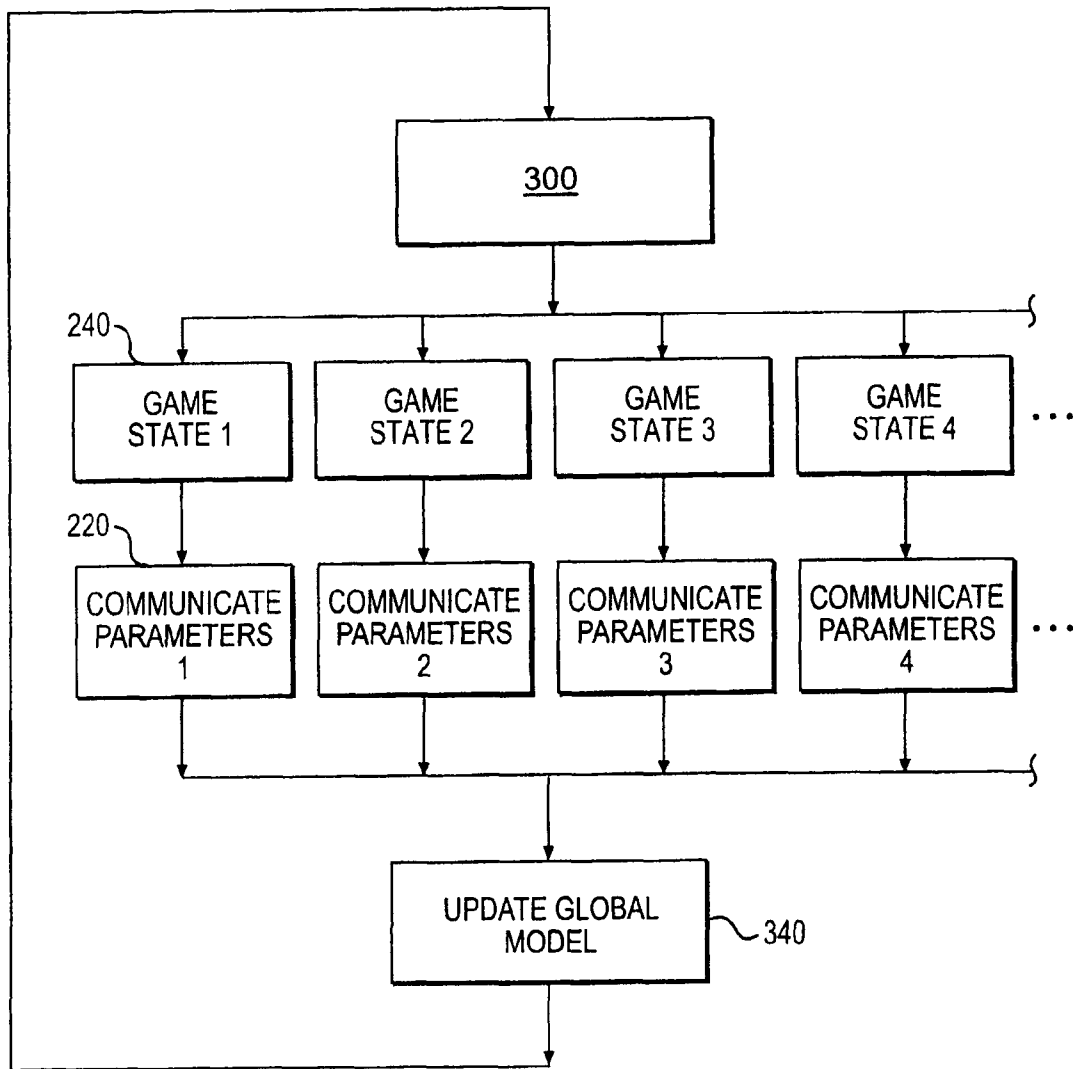 300
240
GAME
STATE 1
GAME
STATE 2
GAME
STATE 3
GAME
STATE 4
...
220
COMMUNICATE
PARAMETERS
1
COMMUNICATE
PARAMETERS
2
COMMUNICATE
PARAMETERS
3
COMMUNICATE
PARAMETERS
4
...
UPDATE GLOBAL
MODEL
340